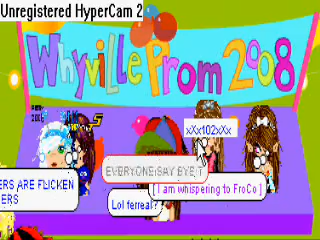 Unregistered HyperCam 2
Whyville Prom 2008
xXx102xXx
EVERYONE SAY BYE T
ERS ARE FLICKEN
ERS
[I am whispering to FroCo ]
Lol ferreal?